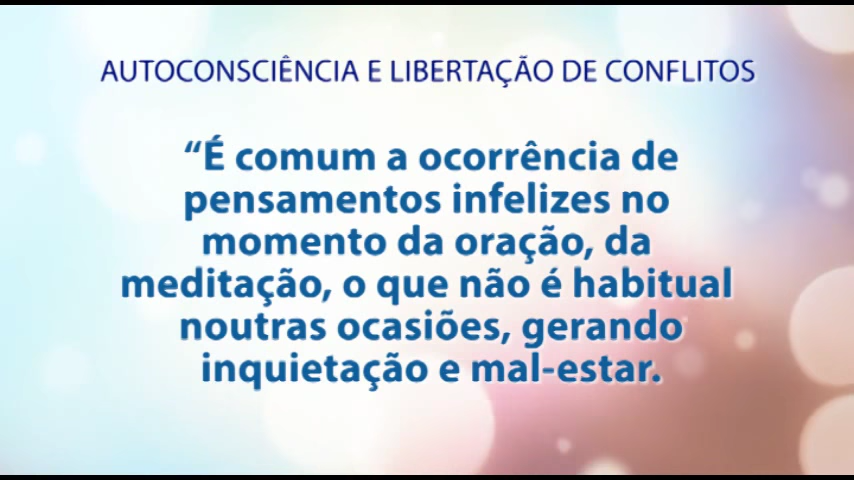 AUTOCONSCIÊNCIA E LIBERTAÇÃO DE CONFLITOS
“É comum a ocorrência de
pensamentos infelizes no
momento da oração, da
meditação, o que não é habitual
noutras ocasiões, gerando
inquietação e mal-estar.